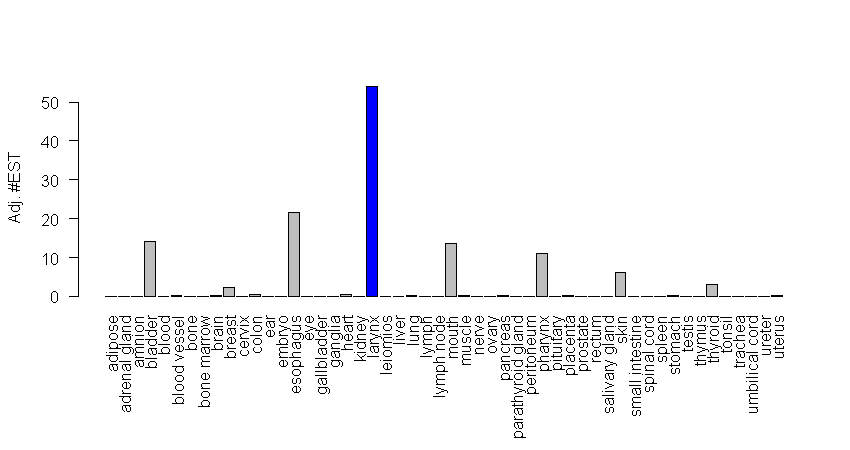 Adj. #EST
50
40
30
20
10
0
adipose
adrenal gland
amnion
bladder
blood
blood vessel
bone
bone marrow
brain
breast
cervix
colon
ear
embryo
esophagus
eye
gallbladder
ganglia
heart
kidney
larynx
leiomios
liver
lung
lymph
lymph node
mouth
muscle
nerve
ovary
pancreas
parathyroid gland
peritoneum
pharynx
pituitary
placenta
prostate
rectum
salivary gland
skin
small intestine
spinal cord
spleen
stomach
testis
thymus
thyroid
tonsil
trachea
umbilical cord
ureter
uterus